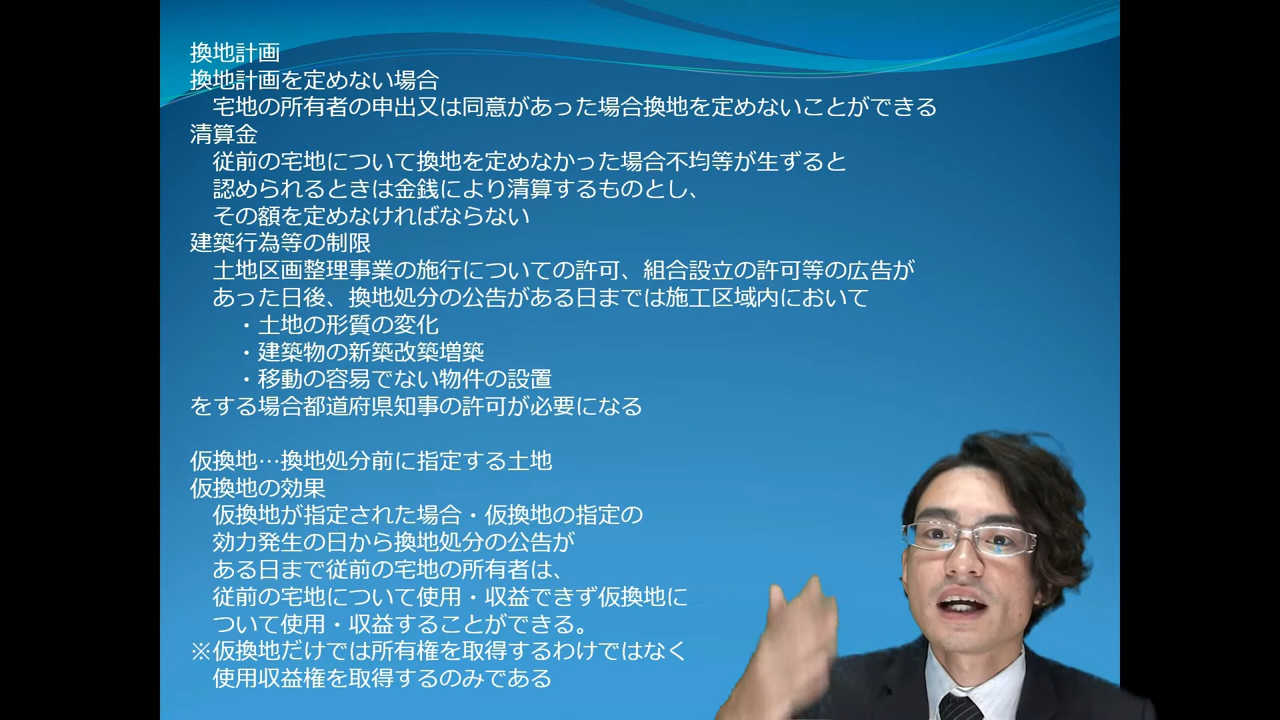 換地計画
換地計画を定めない場合
宅地の所有者の申出又は同意があった場合換地を定めないことができる
清算金
従前の宅地について換地を定めなかった場合不均等が生ずると
認められるときは金銭により清算するものとし、
その額を定めなければならない
建築行為等の制限
土地区画整理事業の施行についての許可、組合設立の許可等の広告が
あった日後、換地処分の公告がある日までは施工区域内において
・土地の形質の変化
・建築物の新築改築増築
・移動の容易でない物件の設置
をする場合都道府県知事の許可が必要になる
仮換地…換地処分前に指定する土地
仮換地の効果
仮換地が指定された場合・仮換地の指定の
効力発生の日から換地処分の公告が
ある日まで従前の宅地の所有者は、
従前の宅地について使用・収益できず仮換地に
ついて使用・収益することができる。
※仮換地だけでは所有権を取得するわけではなく
使用収益権を取得するのみである